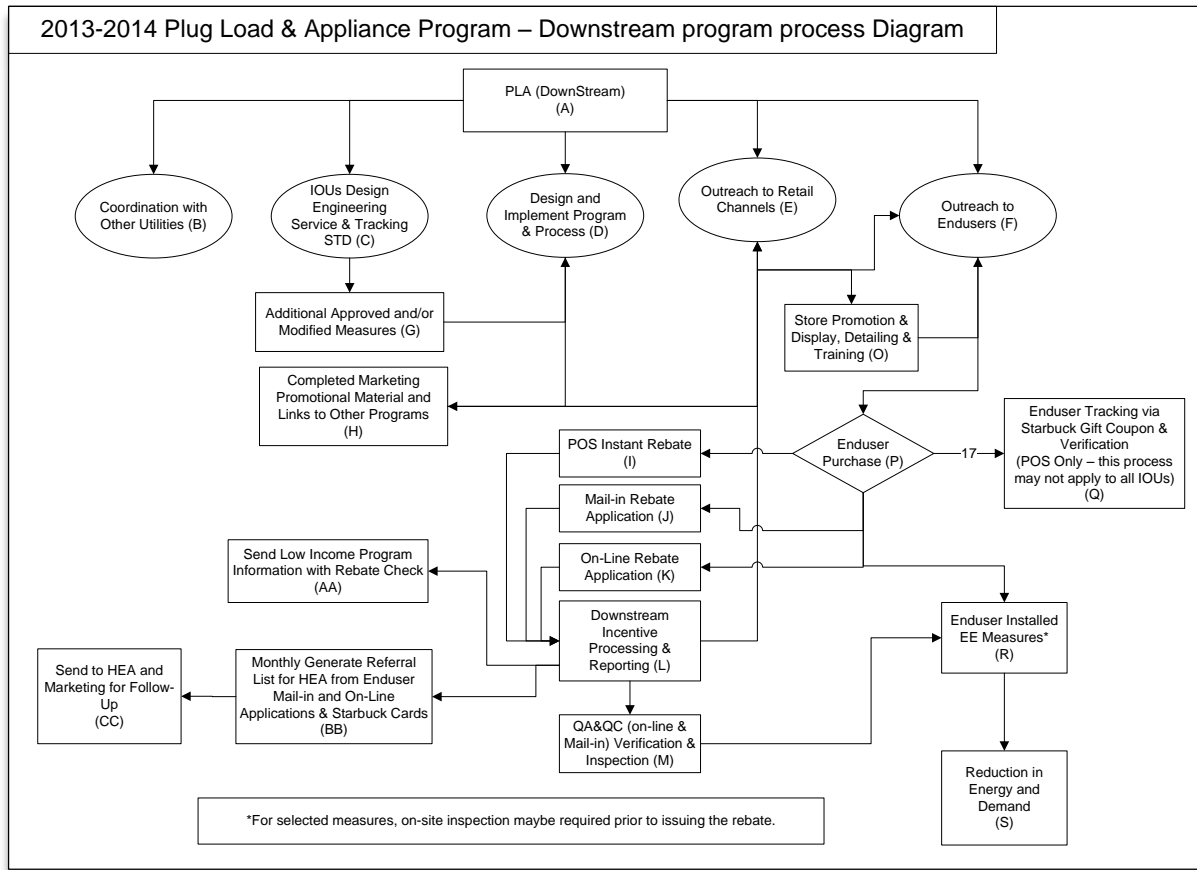 2013-2014 Plug Load & Appliance Program – Downstream program process Diagram
PLA (DownStream)
(A)
Coordination with
Other Utilities (B)
IOUs Design
Engineering
Service & Tracking
STD (C)
Design and
Implement Program
& Process (D)
Outreach to Retail
Channels (E)
Outreach to
Endusers (F)
Additional Approved and/or
Modified Measures (G)
Store Promotion &
Display, Detailing &
Training (O)
Completed Marketing
Promotional Material and
Links to Other Programs
(H)
POS Instant Rebate
(I)
Enduser
Purchase (P)
17
Enduser Tracking via
Starbuck Gift Coupon &
Verification
(POS Only – this process
may not apply to all IOUs)
(Q)
Mail-in Rebate
Application (J)
On-Line Rebate
Application (K)
Send Low Income Program
Information with Rebate Check
(AA)
Downstream
Incentive
Processing &
Reporting (L)
Enduser Installed
EE Measures*
(R)
Send to HEA and
Marketing for Follow-
Up
(CC)
Monthly Generate Referral
List for HEA from Enduser
Mail-in and On-Line
Applications & Starbuck Cards
(BB)
QA&QC (on-line &
Mail-in) Verification &
Inspection (M)
Reduction in
Energy and
Demand
(S)
*For selected measures, on-site inspection maybe required prior to issuing the rebate.